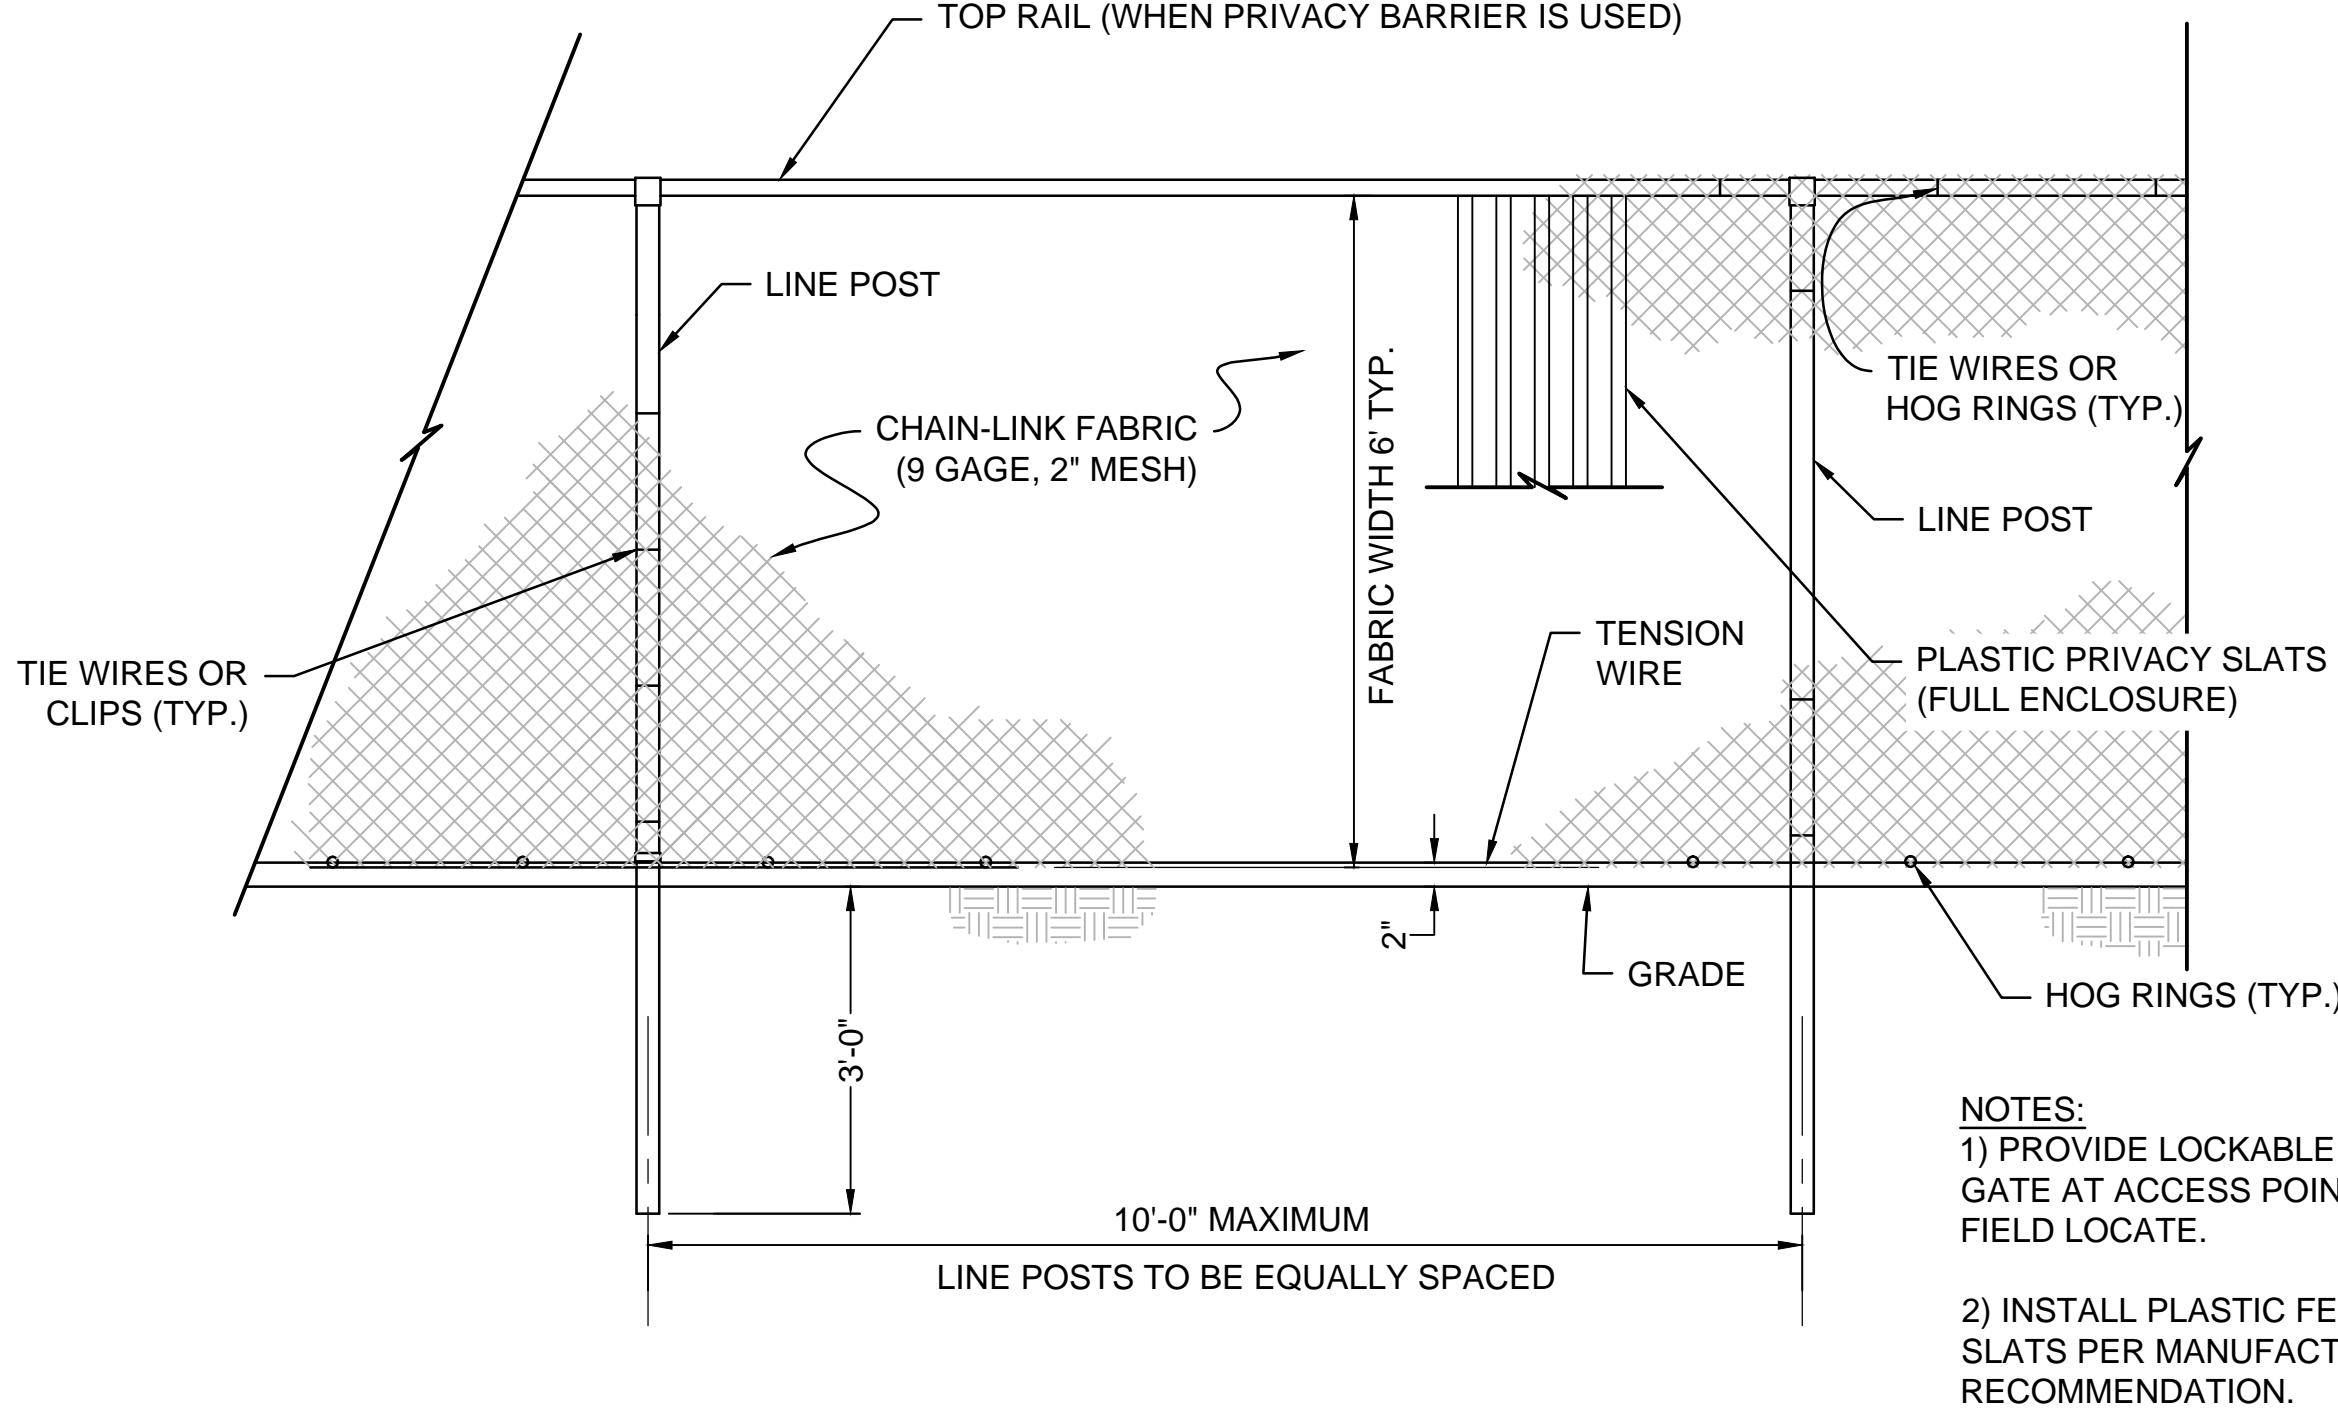 TOP RAIL (WHEN PRIVACY BARRIER IS USED)
LINE POST
CHAIN-LINK FABRIC
(9 GAGE, 2" MESH)
FABRIC WIDTH 6' TYP.
TIE WIRES OR
HOG RINGS (TYP.)
LINE POST
TIE WIRES OR
CLIPS (TYP.)
TENSION
WIRE
PLASTIC PRIVACY SLATS
(FULL ENCLOSURE)
2"
GRADE
HOG RINGS (TYP.)
3'-0"
10'-0" MAXIMUM
LINE POSTS TO BE EQUALLY SPACED
NOTES:
1) PROVIDE LOCKABLE
GATE AT ACCESS
FIELD LOCATE.
2) INSTALL PLASTIC
SLATS PER
RECOMMENDATION.